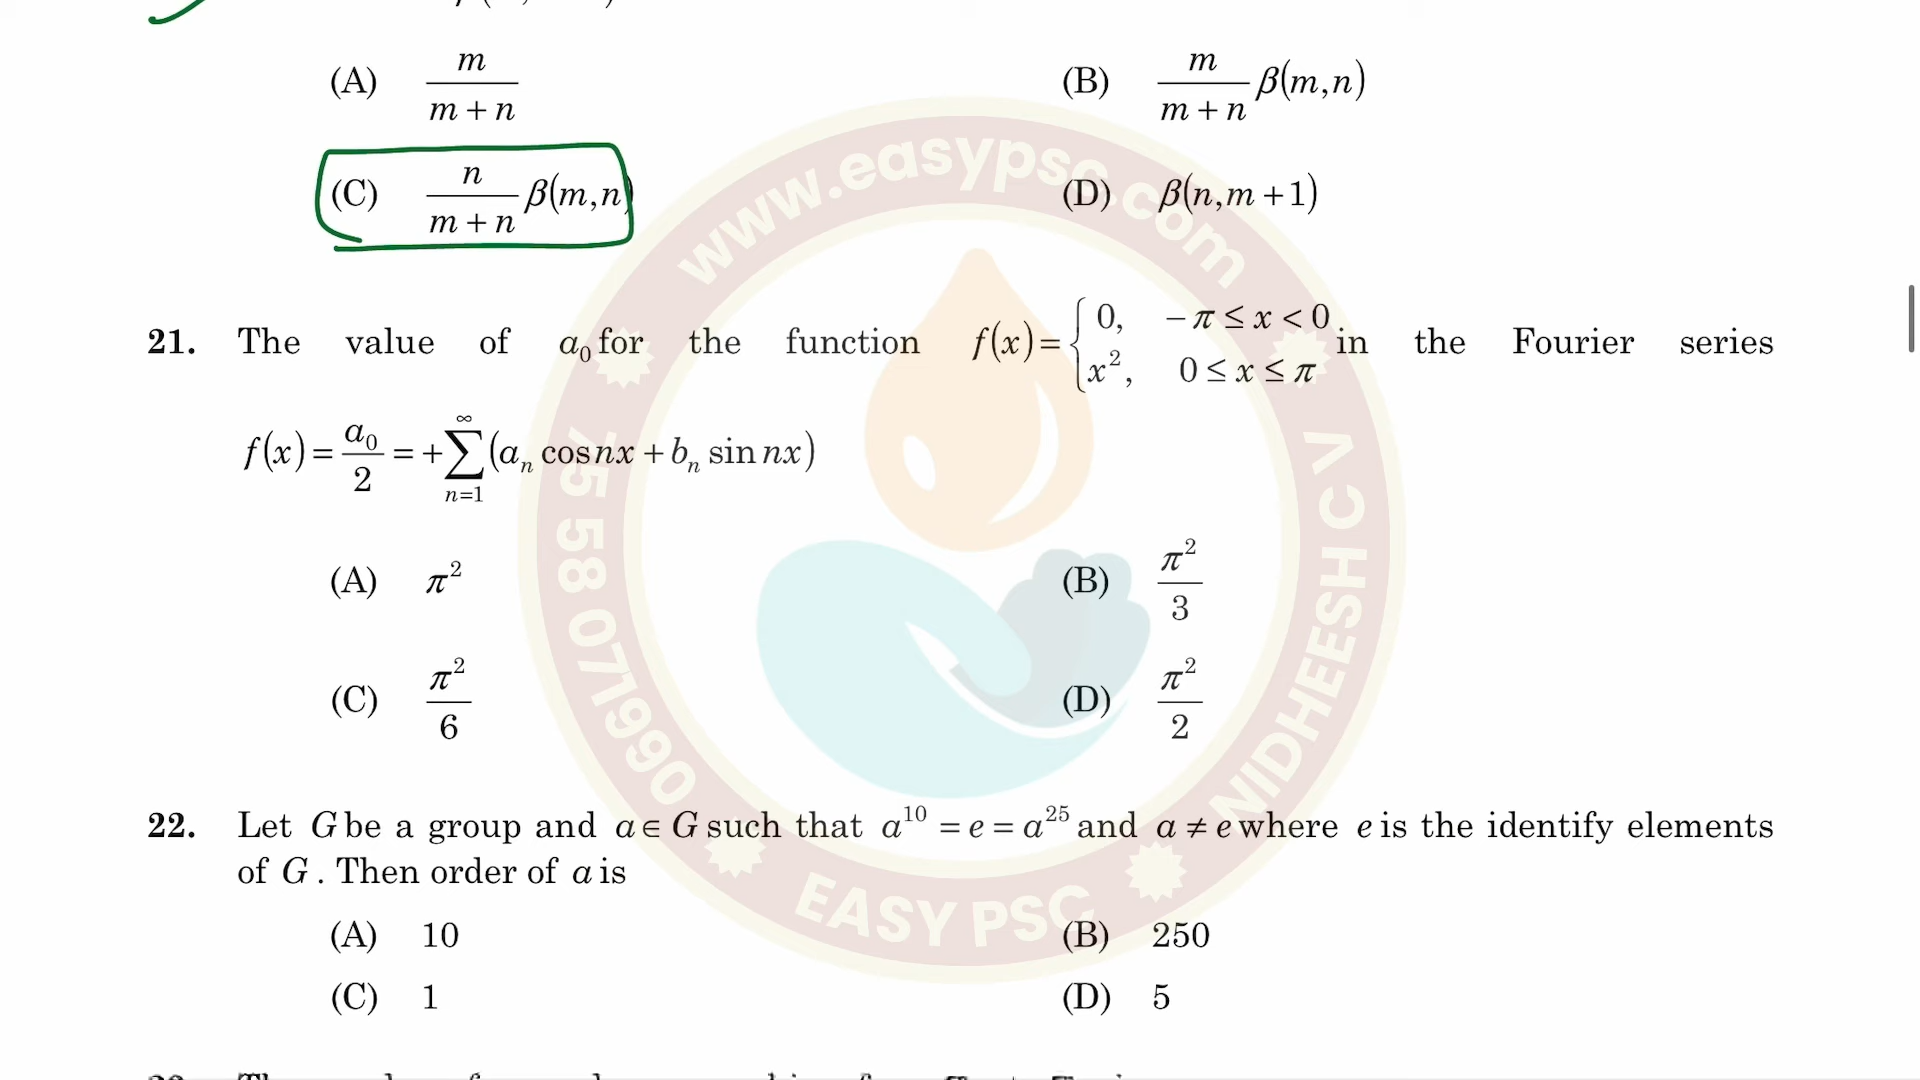 (A) m/(m + n) (B) m/(m + n) β(m,n)
(C) n/(m + n) β(m,n) (D) β(n,m + 1)
21. The value of a₀ for the function f(x) = { 0, − π ≤ x < 0 ; x², 0 ≤ x ≤ π in the Fourier series
f(x) = a₀/2 = + ∑_{n=1}^{∞} (aₙ cos nx + bₙ sin nx)
(A) π² (B) π²/3
(C) π²/6 (D) π²/2
22. Let G be a group and a ∈ G such that a¹⁰ = e = a²⁵ and a ≠ e where e is the identify elements
of G. Then order of a is
(A) 10 (B) 250
(C) 1 (D) 5
www.easypsc.com
75 58 071990
NIDHEESH C V
EASY PSC